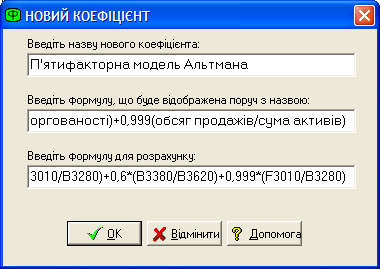 НОВИЙ КОЕФІЦІЄНТ
Введіть назву нового коефіцієнта:
П'ятифакторна модель Альтмана
Введіть формулу, що буде відображена поруч з назвою:
оргованості)+0,999(обсяг продажів/сума активів)
Введіть формулу для розрахунку:
3010/B3280)+0,6*(B3380/B3620)+0,999*(F3010/B3280)
OK
Відмінити
Допомога